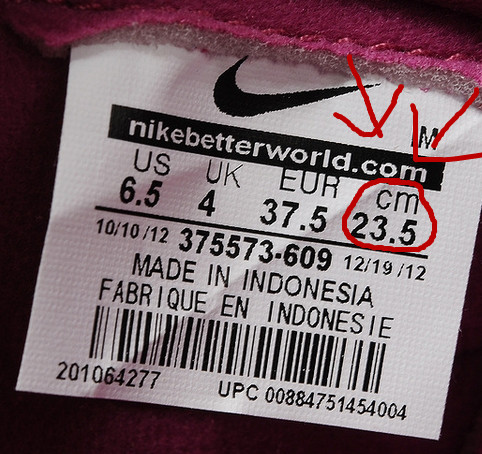 M
nikebetterworld.com
US UK EUR cm
6.5 4 37.5 23.5
10/10/12 375573-609 12/19/12
MADE IN INDONESIA
FABRIQUE EN INDONESIE
201064277 UPC 00884751454004